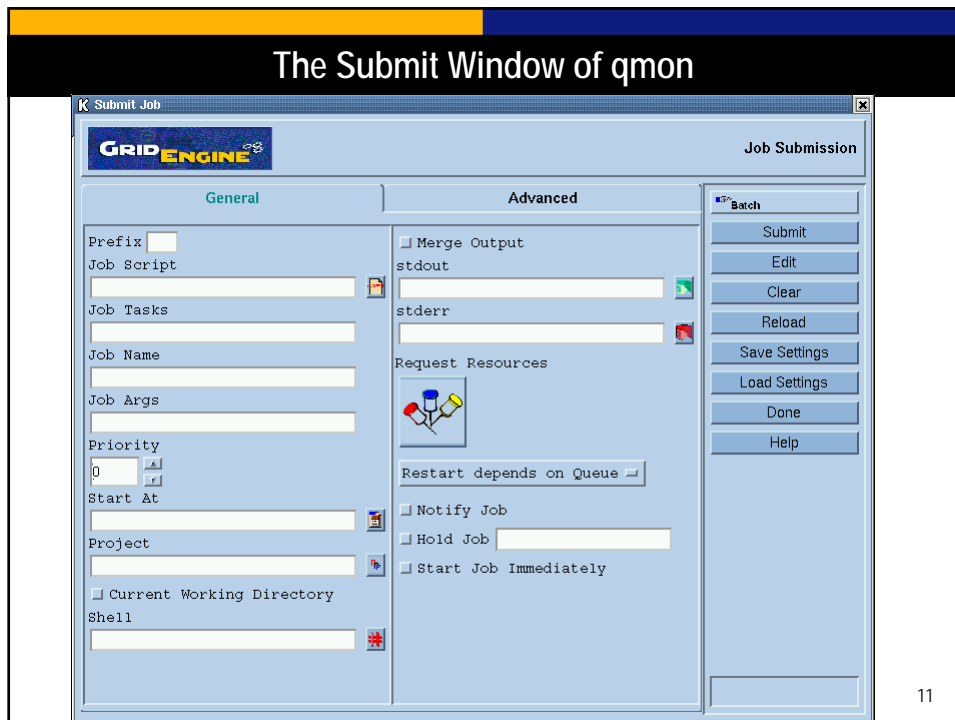 The Submit Window of qmon
Submit Job
GRID ENGINE
Job Submission
General
Advanced
Prefix
Job Script
Job Tasks
Job Name
Job Args
Priority
0
Start At
Project
Current Working Directory
Shell
Merge Output
stdout
stderr
Request Resources
Restart depends on Queue
Notify Job
Hold Job
Start Job Immediately
Batch
Submit
Edit
Clear
Reload
Save Settings
Load Settings
Done
Help
11